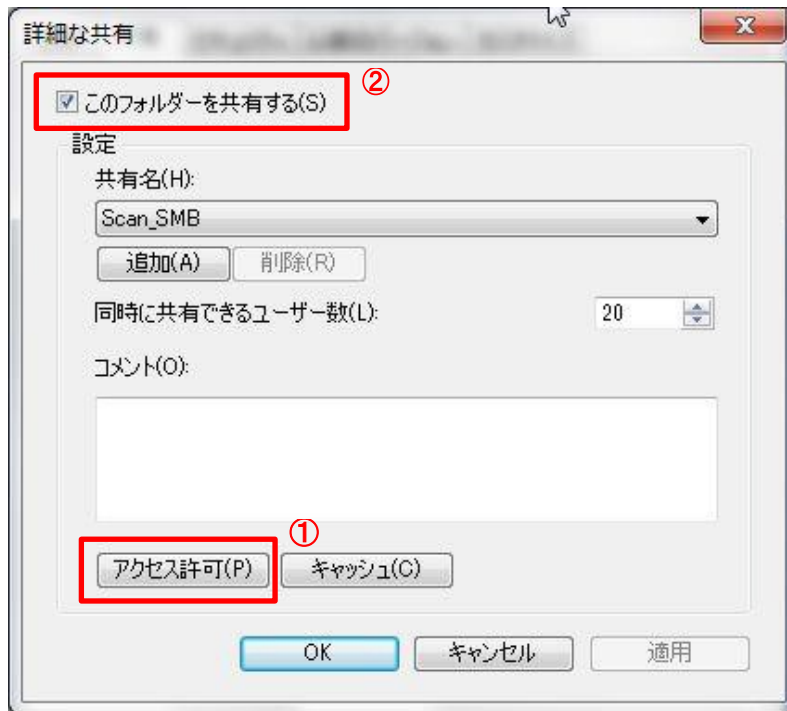 詳細な共有
②
このフォルダーを共有する(S)
設定
共有名(H):
Scan_SMB
追加(A) 削除(R)
同時に共有できるユーザー数(L): 20
コメント(O):
①
アクセス許可(P) キャッシュ(C)
OK キャンセル 適用